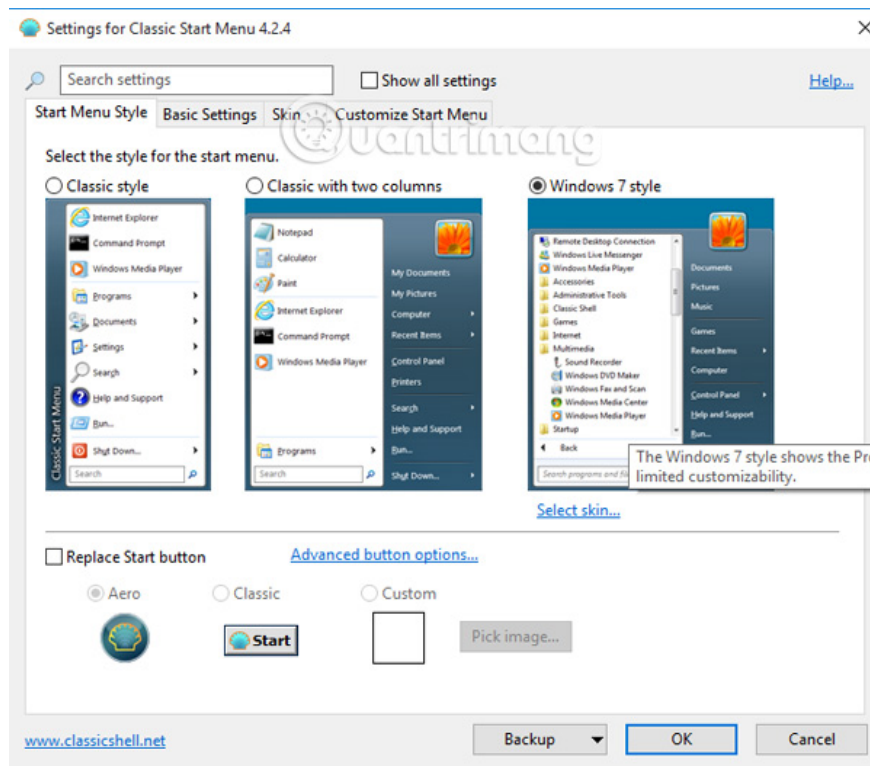 Settings for Classic Start Menu 4.2.4
Search settings
Show all settings
Help...
Start Menu Style
Basic Settings
Skin
Customize Start Menu
Quantrimang
Select the style for the start menu.
Classic style
Classic with two columns
Windows 7 style
Classic Start Menu
Internet Explorer
Command Prompt
Windows Media Player
Programs
Documents
Settings
Search
Help and Support
Run...
Shut Down...
Search
Notepad
Calculator
Paint
Internet Explorer
Command Prompt
Windows Media Player
Programs
Search
My Documents
My Pictures
Computer
Recent Items
Control Panel
Printers
Search
Help and Support
Run...
Shut Down...
Remote Desktop Connection
Windows Live Messenger
Windows Media Player
Accessories
Administrative Tools
Classic Shell
Games
Internet
Multimedia
Sound Recorder
Windows DVD Maker
Windows Fax and Scan
Windows Media Center
Windows Media Player
Startup
Back
Search programs and fil
Documents
Pictures
Music
Games
Recent Items
Computer
Control Panel
Help and Support
Run...
The Windows 7 style shows the Pr
limited customizability.
Select skin...
Replace Start button
Advanced button options...
Aero
Classic
Custom
Start
Pick image...
www.classicshell.net
Backup
OK
Cancel